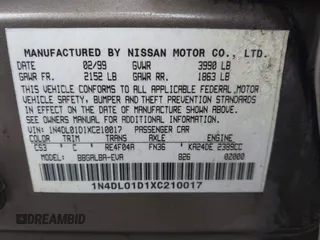 MANUFACTURED BY NISSAN MOTOR CO., LTD.
DATE 02/99 GVWR 3990 LB
GAWR FR. 2152 LB GAWR RR. 1863 LB
THIS VEHICLE CONFORMS TO ALL APPLICABLE FEDERAL MOTOR
VEHICLE SAFETY, BUMPER, AND THEFT PREVENTION STANDARDS
IN EFFECT ON THE DATE OF MANUFACTURE SHOWN ABOVE.
SEE OWNERS MANUAL FOR ADDITIONAL INFORMATION
VIN: 1N4DL01D1XC210017 PASSENGER CAR
COLOR TRIM TRANS AXLE ENGINE
C53 C RE4F04A FN36 KA24DE 2389CC
MODEL BBGALBA-EVA B26 02000
1N4DL01D1XC210017
DREAMBID